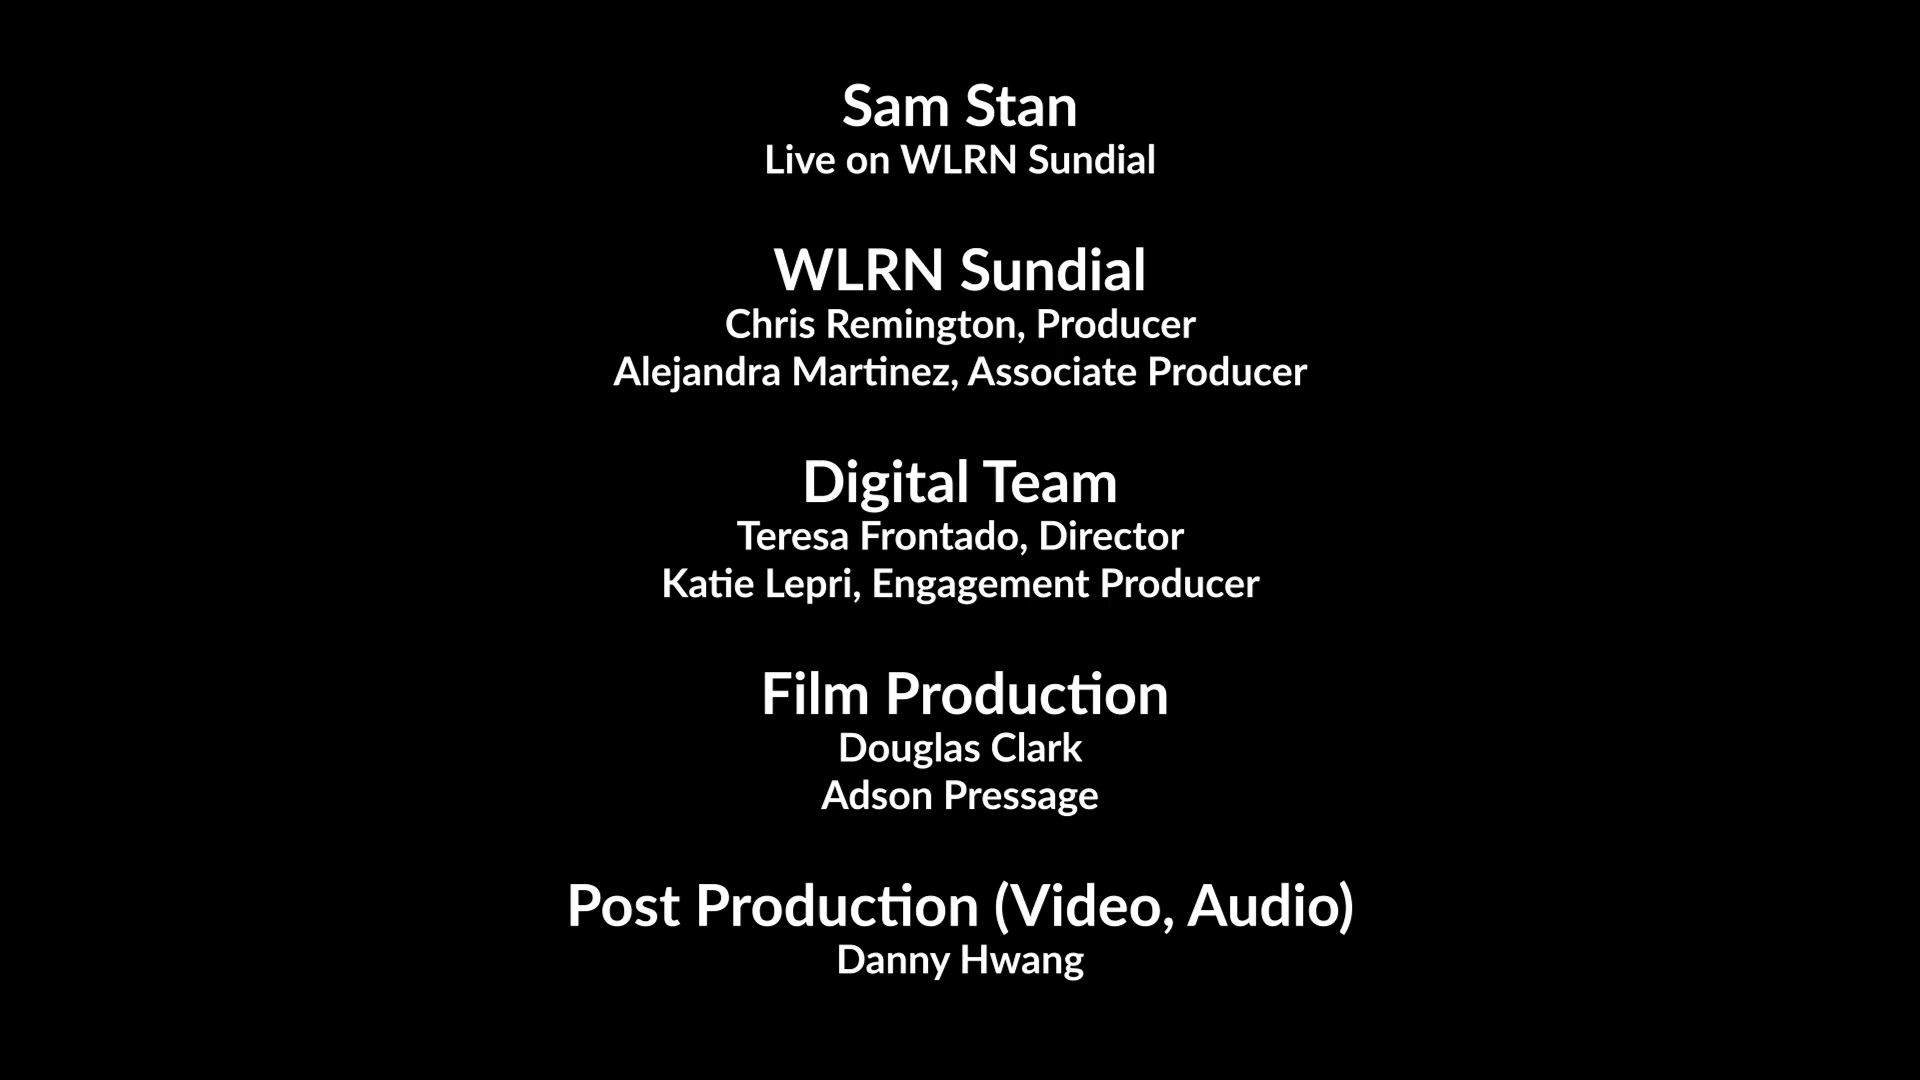 Sam Stan
Live on WLRN Sundial
WLRN Sundial
Chris Remington, Producer
Alejandra Martinez, Associate Producer
Digital Team
Teresa Frontado, Director
Katie Lepri, Engagement Producer
Film Production
Douglas Clark
Adson Pressage
Post Production (Video, Audio)
Danny Hwang